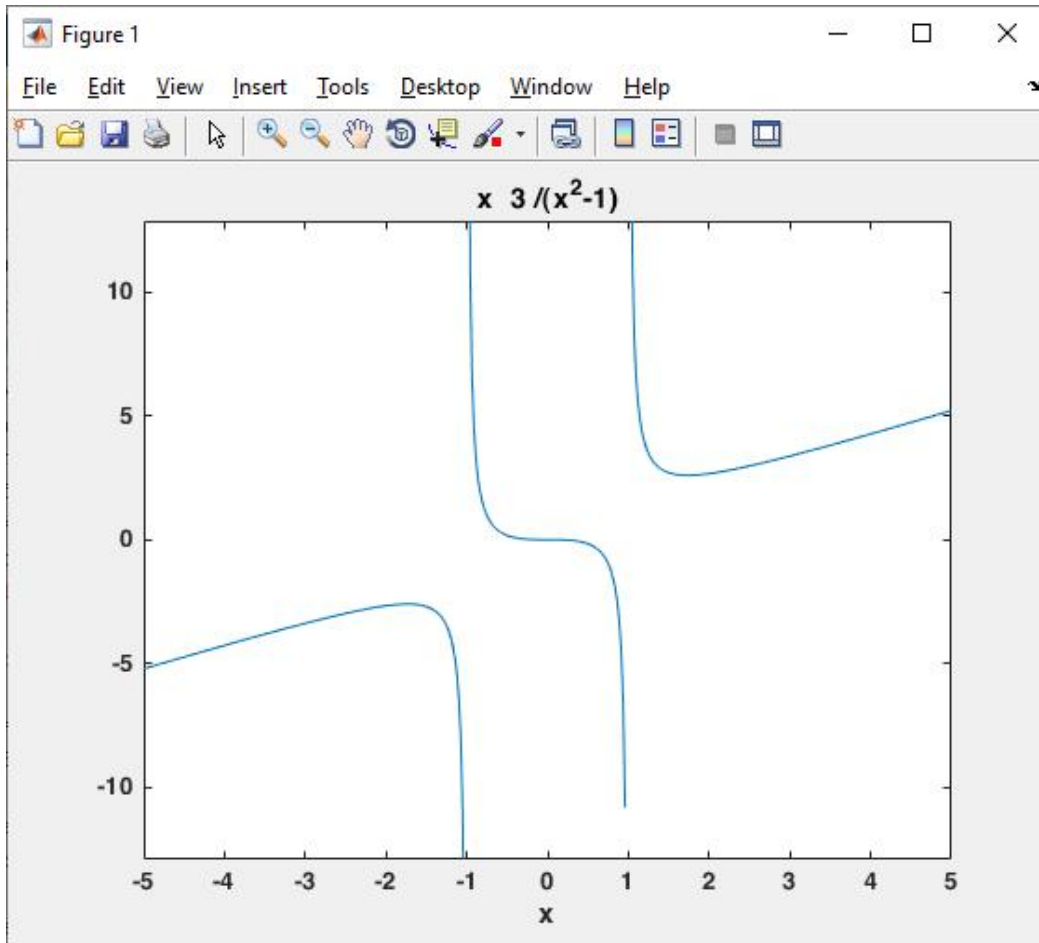 Figure 1
File Edit View Insert Tools Desktop Window Help
x 3 /(x²-1)
10
5
0
-5
-10
-5 -4 -3 -2 -1 0 1 2 3 4 5
x